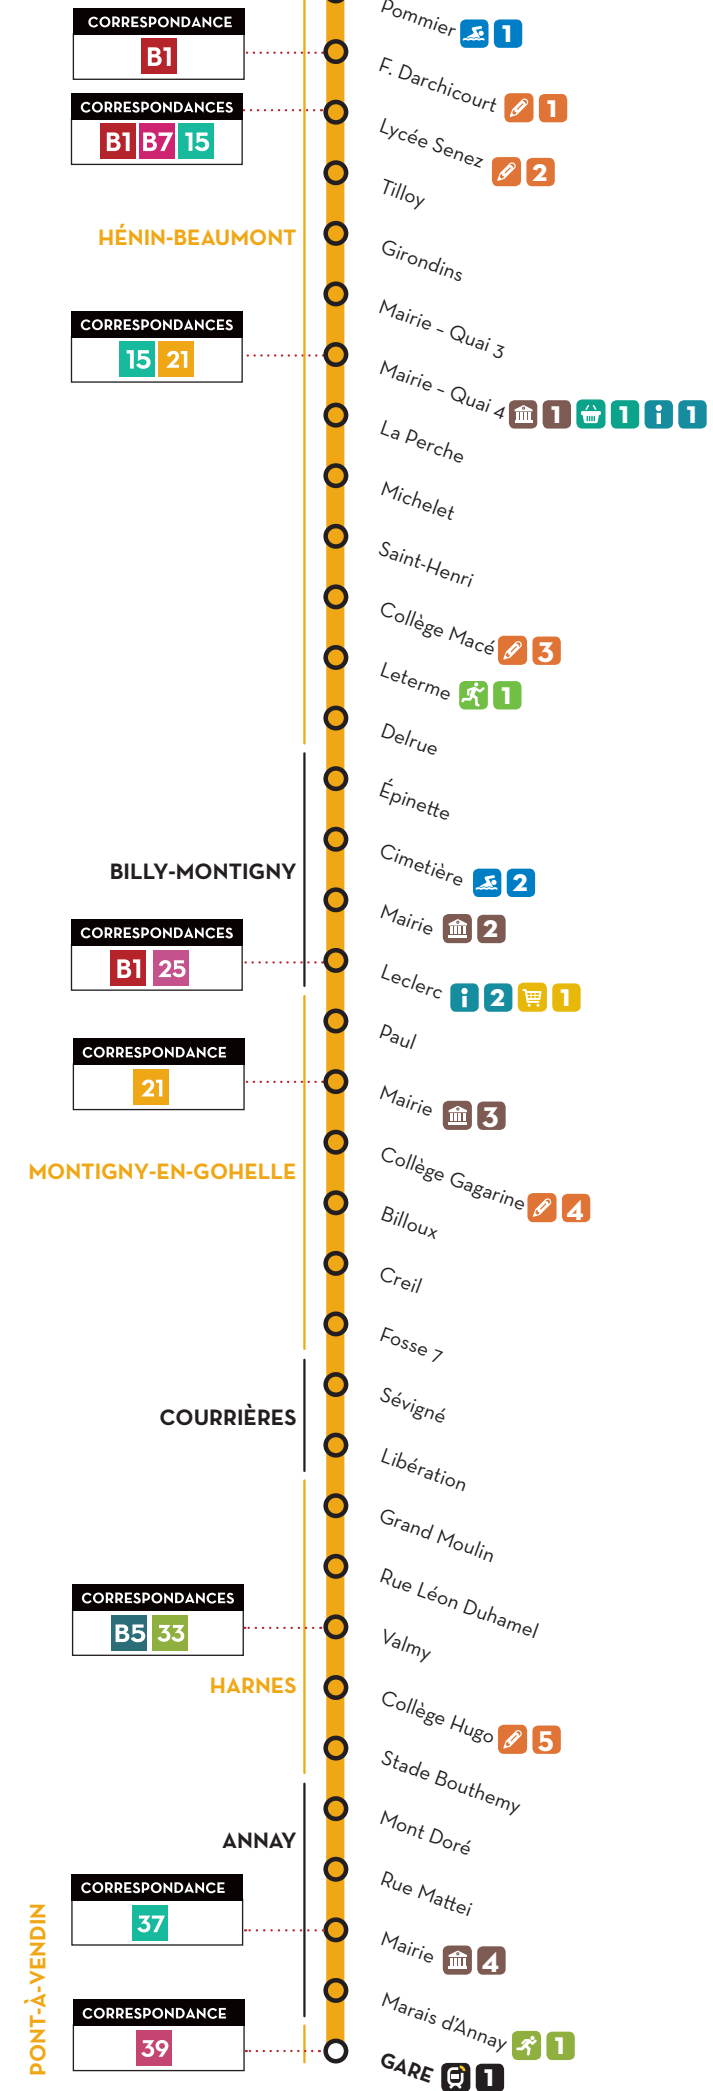 Pommier 1
CORRESPONDANCE
B1
F. Darchicourt 1
CORRESPONDANCES
B1 B7 15
Lycée Senez 2
Tilloy
HÉNIN-BEAUMONT
Girondins
Mairie - Quai 3
CORRESPONDANCES
15 21
Mairie - Quai 4 1 1 i 1
La Perche
Michelet
Saint-Henri
Collège Macé 3
Leterme 1
Delrue
Épinette
BILLY-MONTIGNY
Cimetière 2
Mairie 2
CORRESPONDANCES
B1 25
Leclerc i 2 1
Paul
CORRESPONDANCE
21
Mairie 3
MONTIGNY-EN-GOHELLE
Collège Gagarine 4
Billoux
Creil
Fosse 7
COURRIÈRES
Sévigné
Libération
Grand Moulin
Rue Léon Duhamel
CORRESPONDANCES
B5 33
Valmy
HARNES
Collège Hugo 5
Stade Bouthemy
ANNAY
Mont Doré
Rue Mattei
CORRESPONDANCE
37
Mairie 4
PONT-À-VENDIN
Marais d'Annay 1
CORRESPONDANCE
39
GARE 1